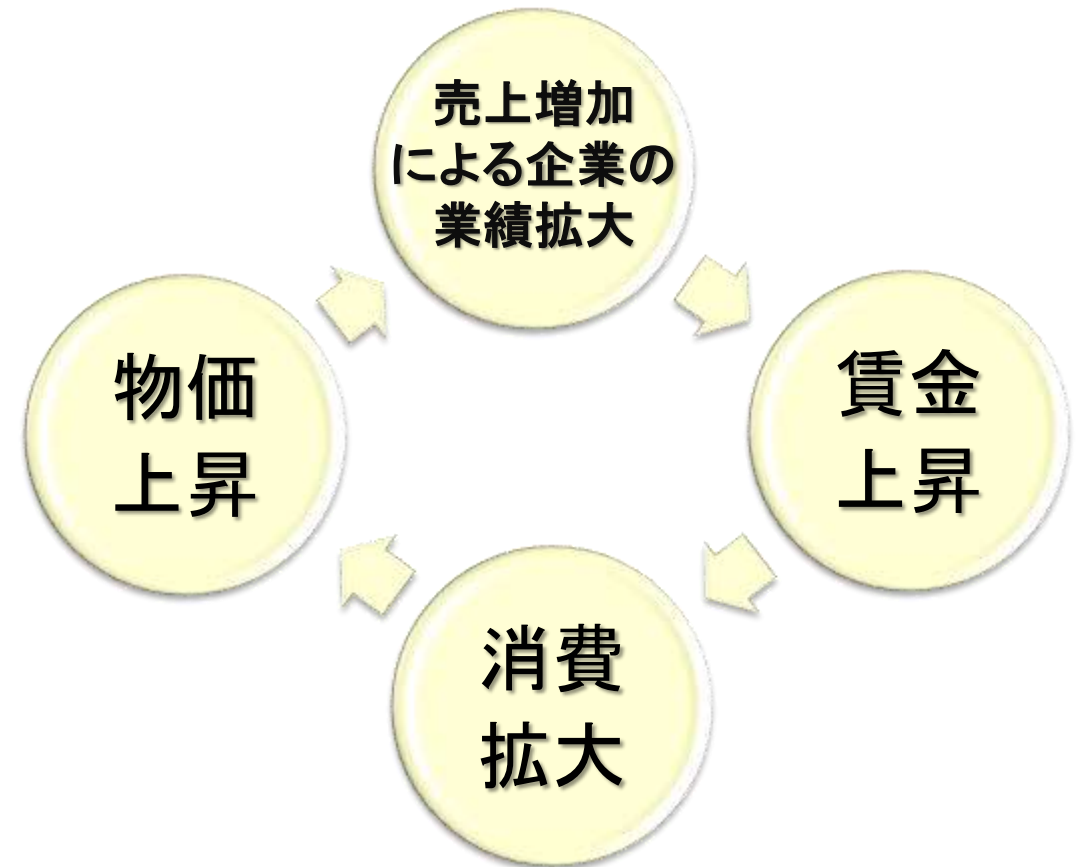 売上増加
による企業の
業績拡大
物価
上昇
賃金
上昇
消費
拡大